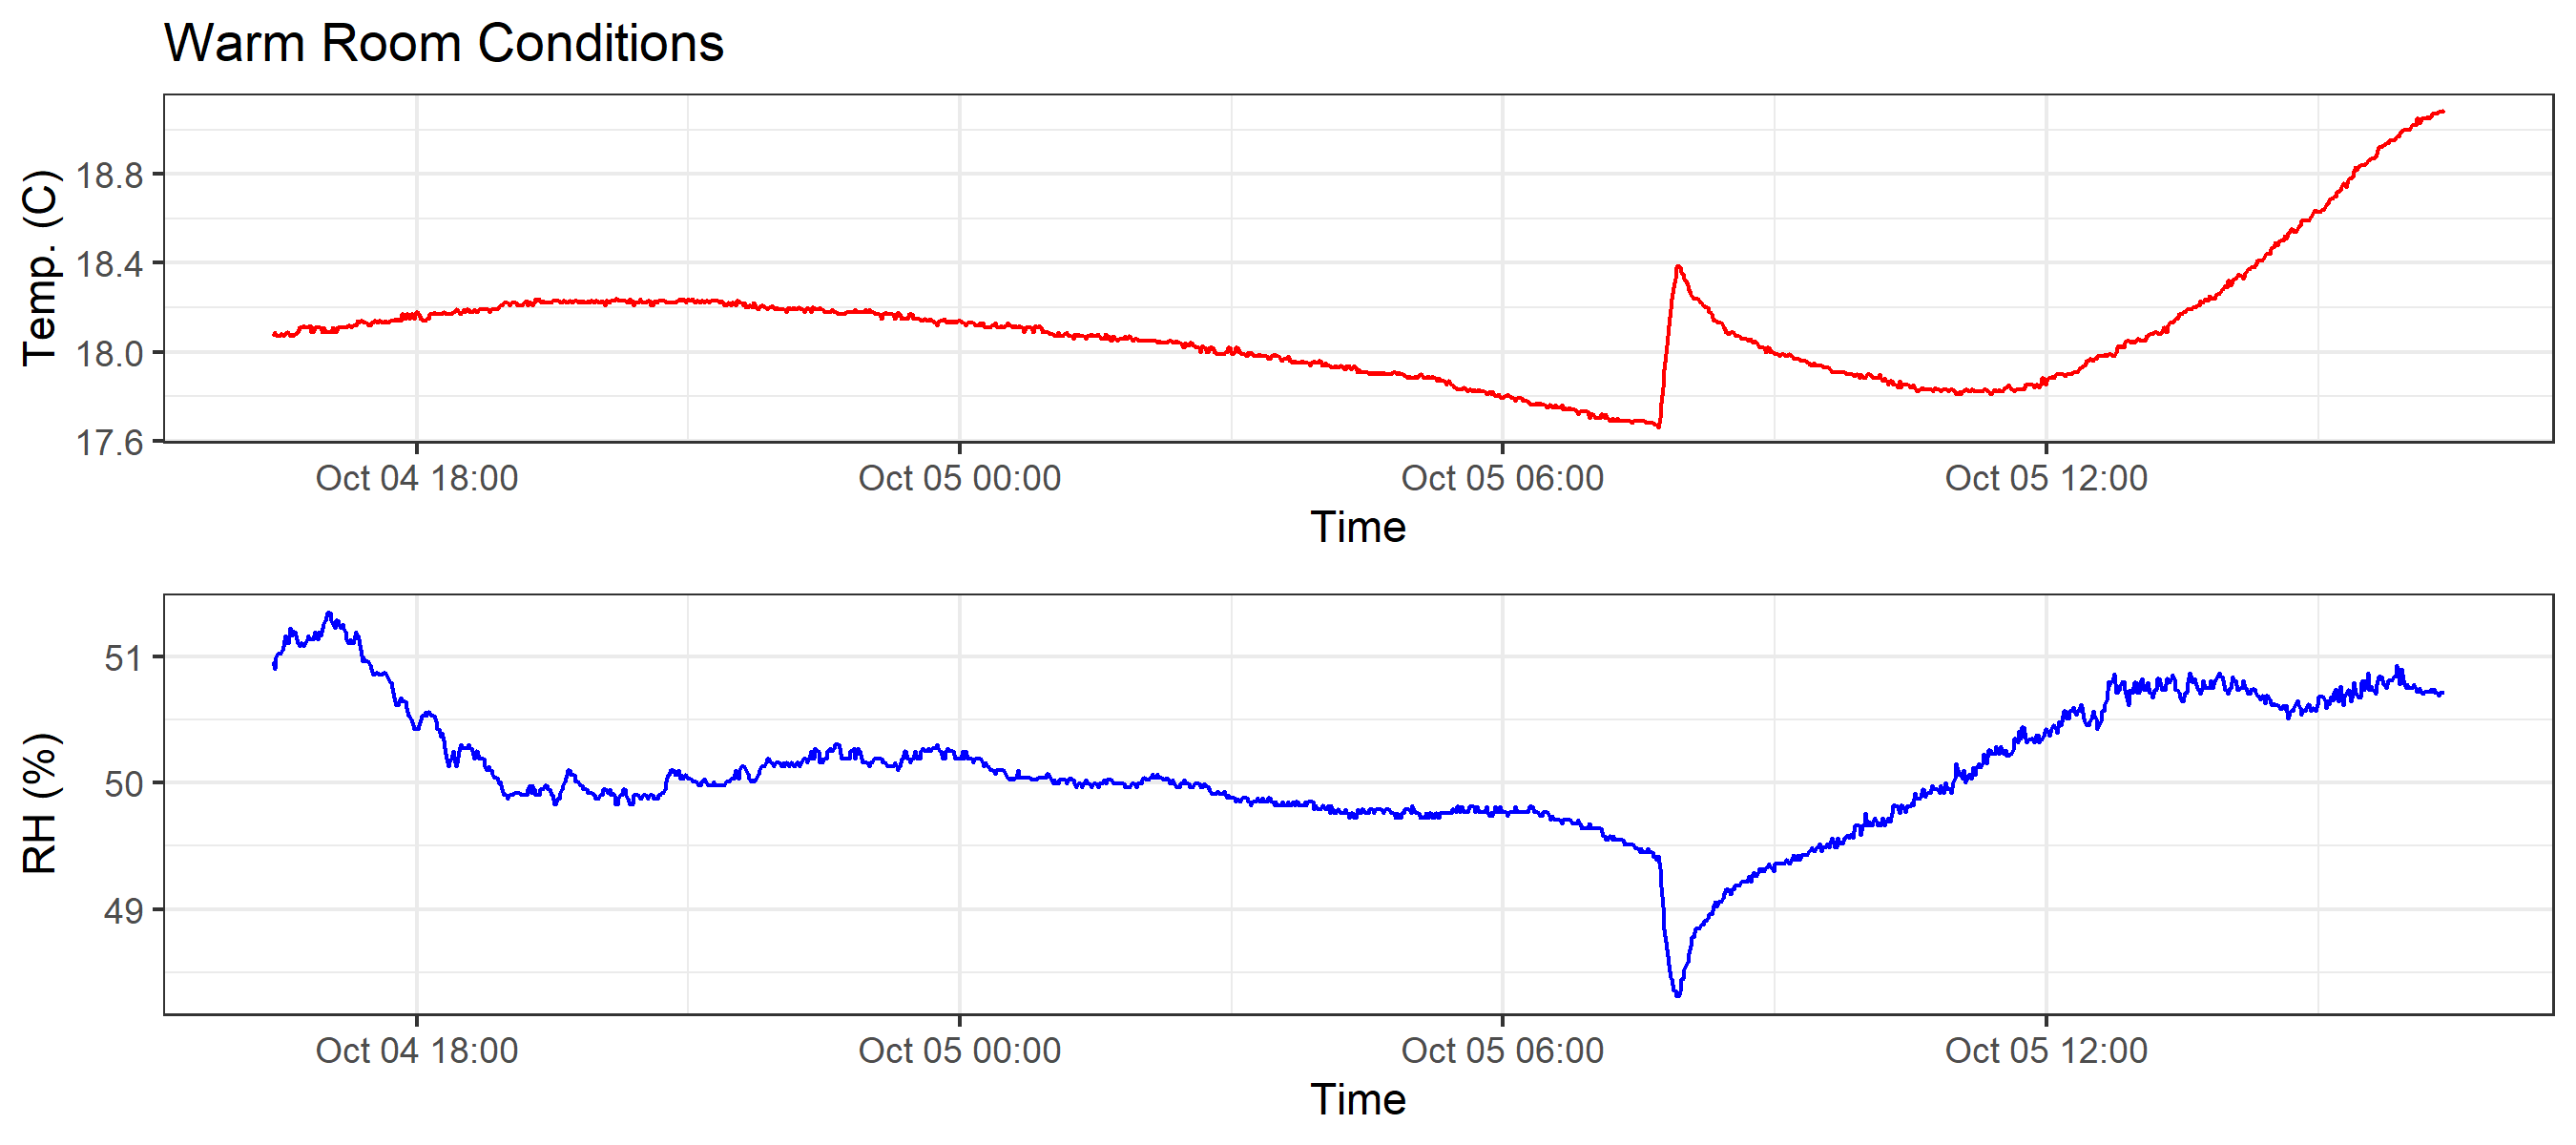 Warm Room Conditions
Temp. (C)
18.8
18.4
18.0
17.6
Oct 04 18:00 Oct 05 00:00 Oct 05 06:00 Oct 05 12:00
Time
RH (%)
51
50
49
Oct 04 18:00 Oct 05 00:00 Oct 05 06:00 Oct 05 12:00
Time